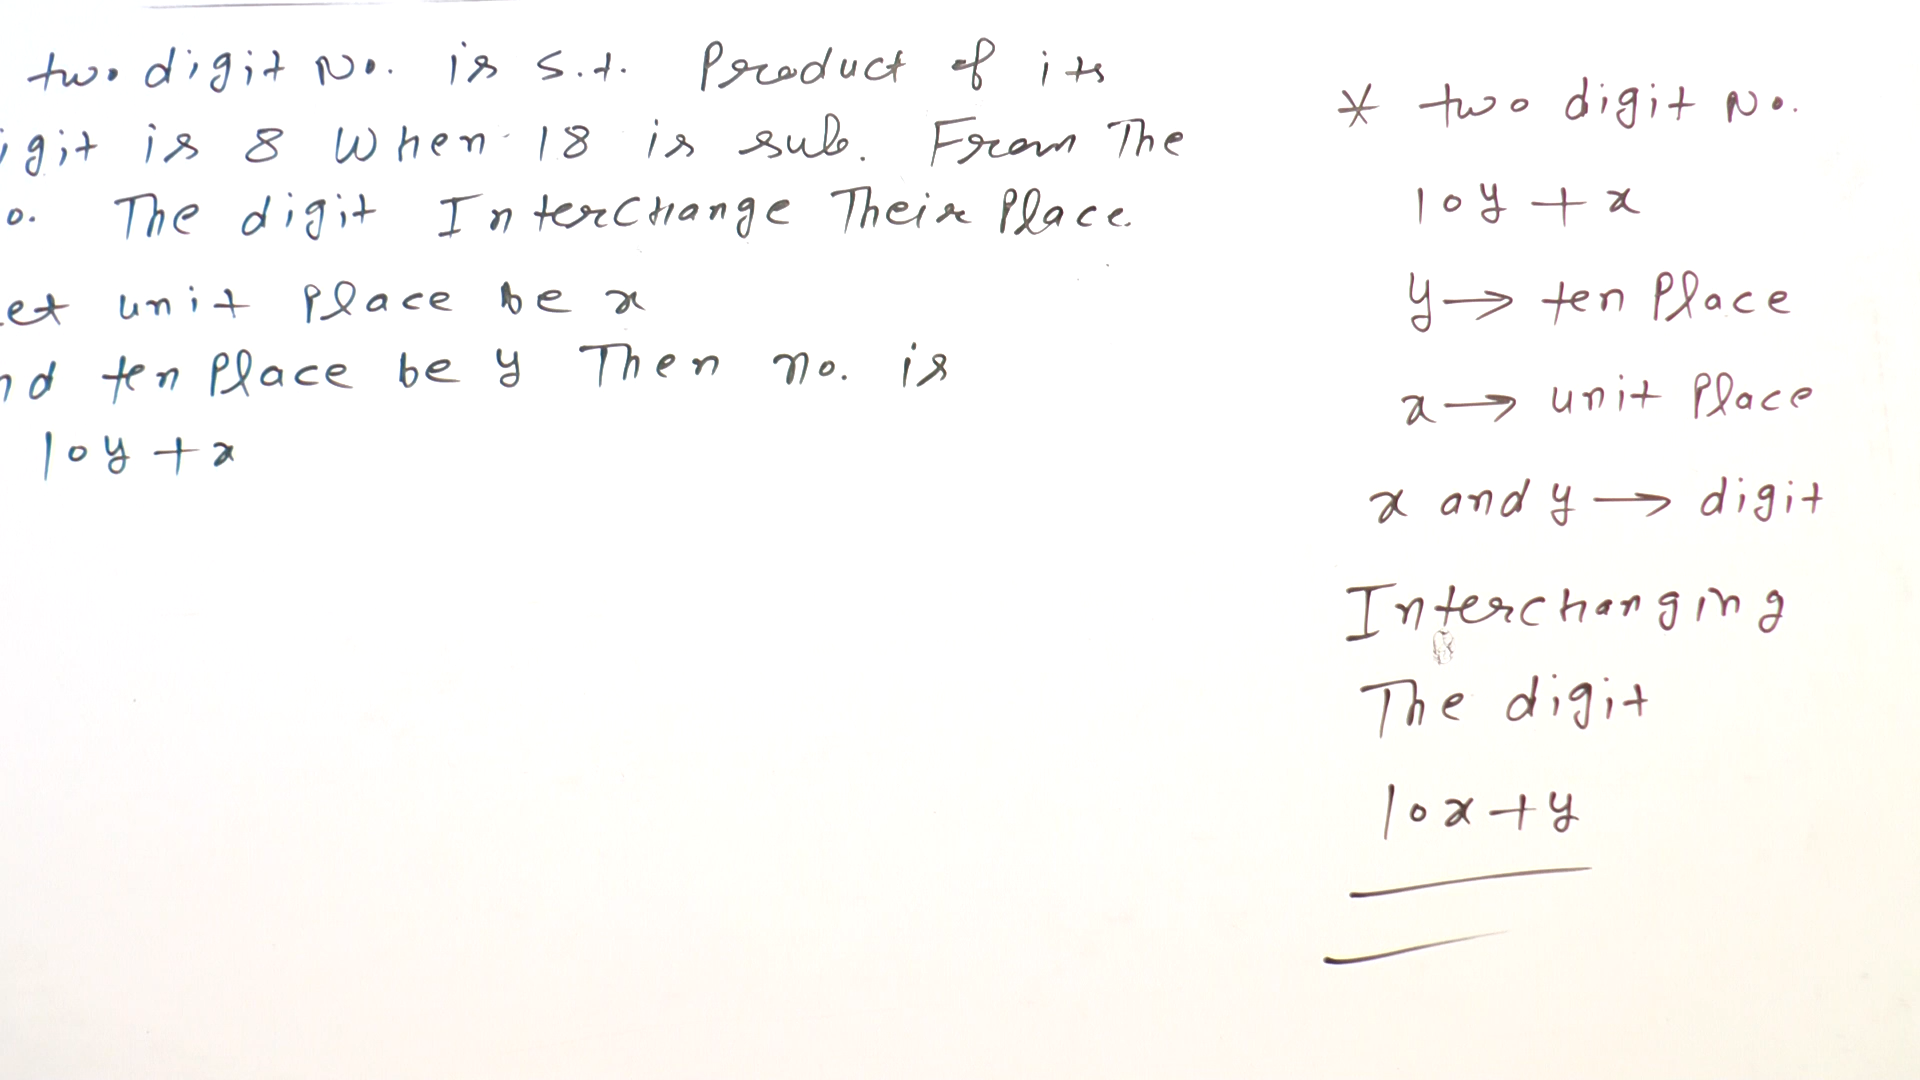 two digit No. is s.t. Product of its
igit is 8 When 18 is sub. From The
o. The digit Interchange Their Place.
et unit Place be x
nd ten Place be y Then no. is
10y + x
* two digit No.
10y + x
y → ten Place
x → unit Place
x and y → digit
Interchanging
The digit
10x + y